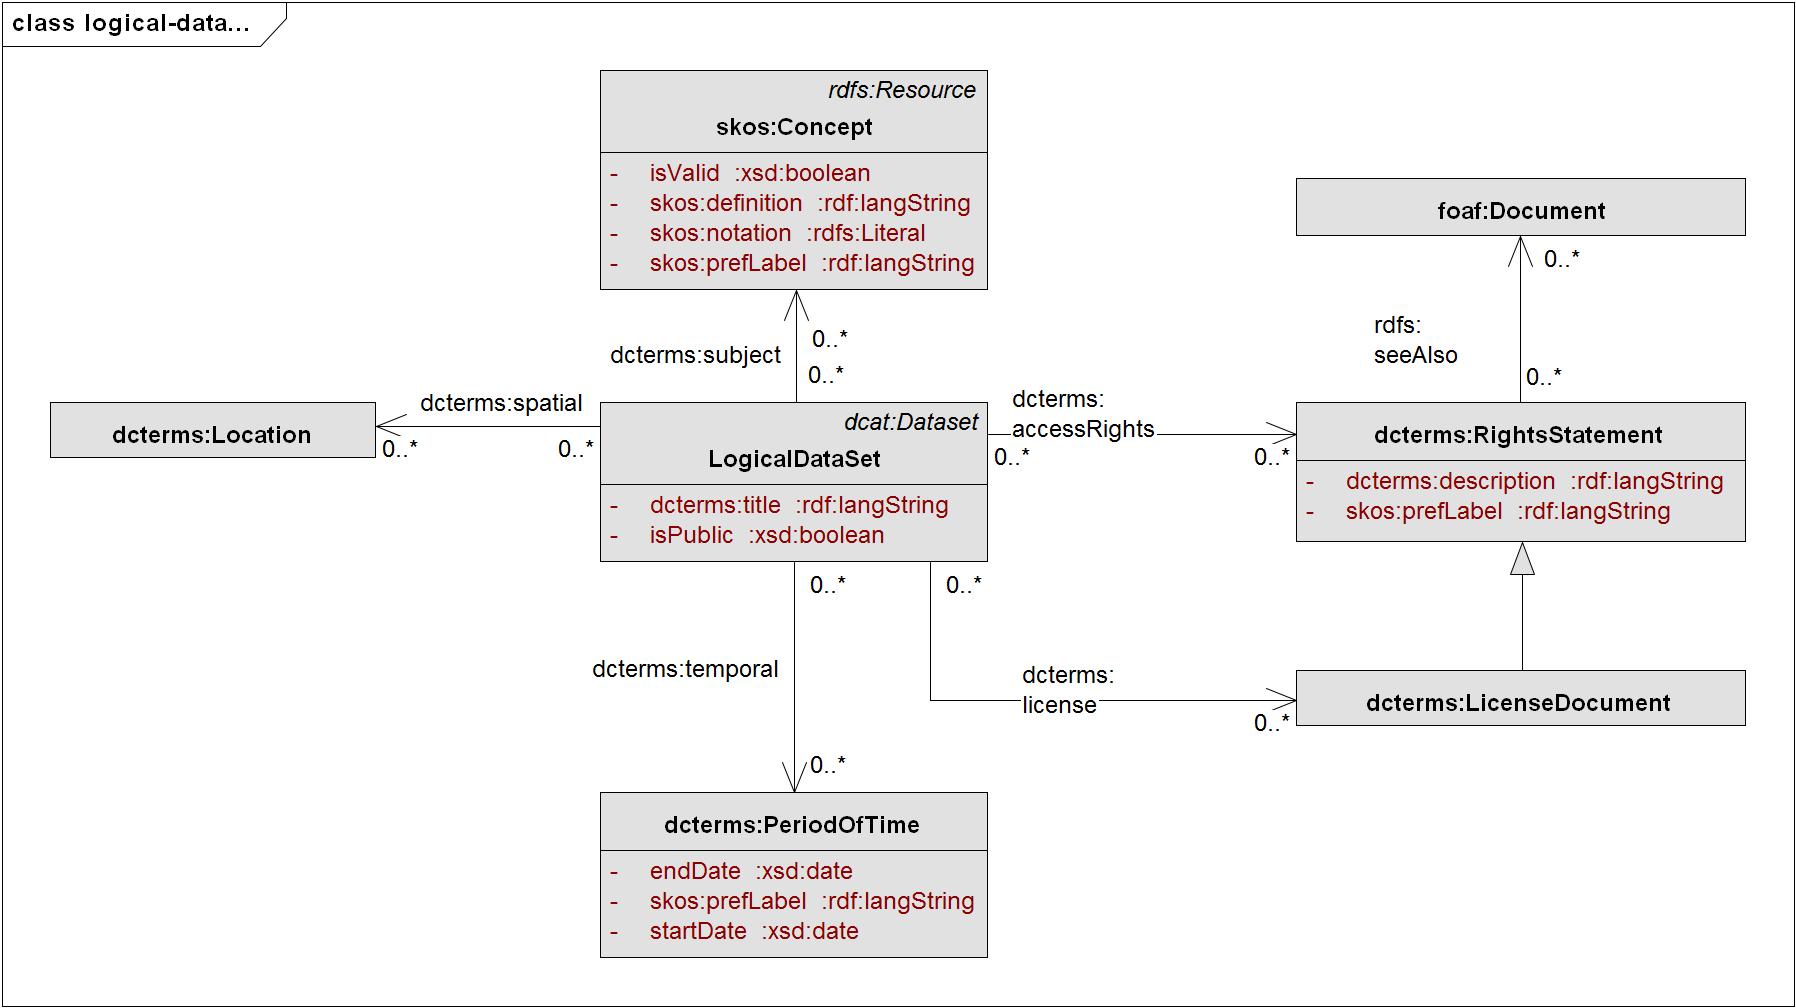 class logical-data...
rdfs:Resource
skos:Concept
- isValid :xsd:boolean
- skos:definition :rdf:langString
- skos:notation :rdfs:Literal
- skos:prefLabel :rdf:langString
foaf:Document
0..*
rdfs:
seeAlso
0..*
0..*
dcterms:subject
0..*
dcterms:spatial
dcterms:Location
0..*
0..*
dcat:Dataset
LogicalDataSet
- dcterms:title :rdf:langString
- isPublic :xsd:boolean
dcterms:
accessRights
0..*
0..*
dcterms:RightsStatement
- dcterms:description :rdf:langString
- skos:prefLabel :rdf:langString
0..*
0..*
dcterms:temporal
dcterms:
license
0..*
dcterms:LicenseDocument
0..*
dcterms:PeriodOfTime
- endDate :xsd:date
- skos:prefLabel :rdf:langString
- startDate :xsd:date